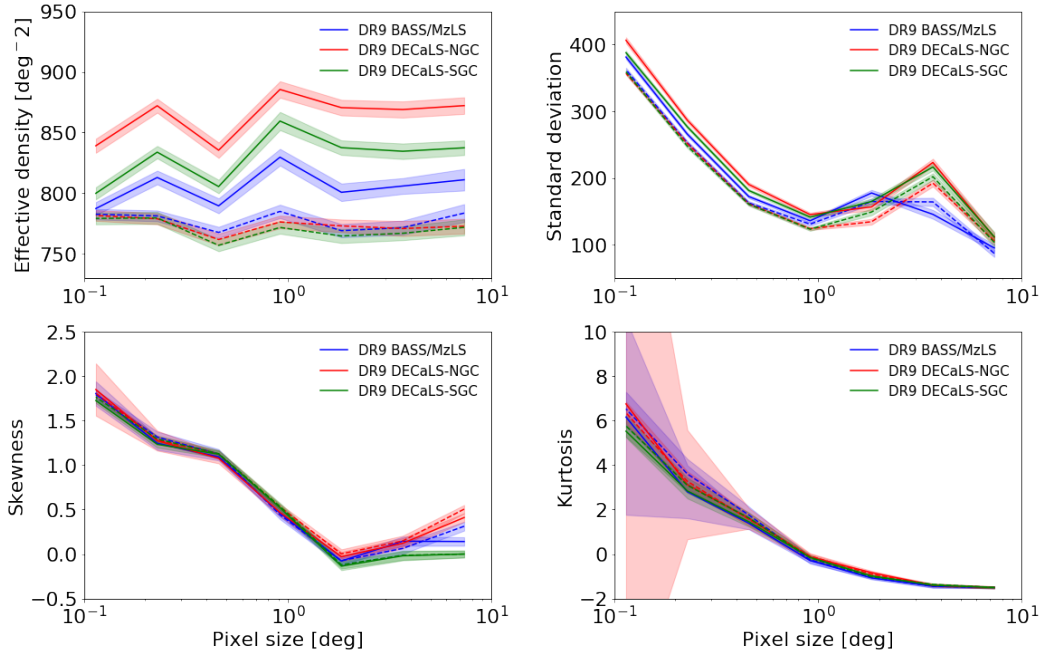 Effective density [deg^-2]
950
900
850
800
750
10^-1
10^0
10^1
DR9 BASS/MzLS
DR9 DECaLS-NGC
DR9 DECaLS-SGC
Standard deviation
400
300
200
100
10^-1
10^0
10^1
DR9 BASS/MzLS
DR9 DECaLS-NGC
DR9 DECaLS-SGC
Skewness
2.5
2.0
1.5
1.0
0.5
0.0
−0.5
10^-1
10^0
10^1
Pixel size [deg]
DR9 BASS/MzLS
DR9 DECaLS-NGC
DR9 DECaLS-SGC
Kurtosis
10
8
6
4
2
0
−2
10^-1
10^0
10^1
Pixel size [deg]
DR9 BASS/MzLS
DR9 DECaLS-NGC
DR9 DECaLS-SGC